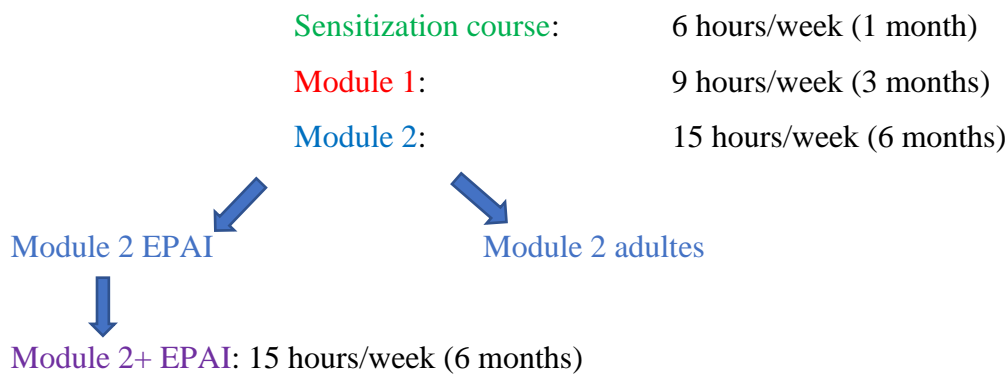 Sensitization course: 6 hours/week (1 month)
Module 1: 9 hours/week (3 months)
Module 2: 15 hours/week (6 months)
Module 2 EPAI Module 2 adultes
Module 2+ EPAI: 15 hours/week (6 months)